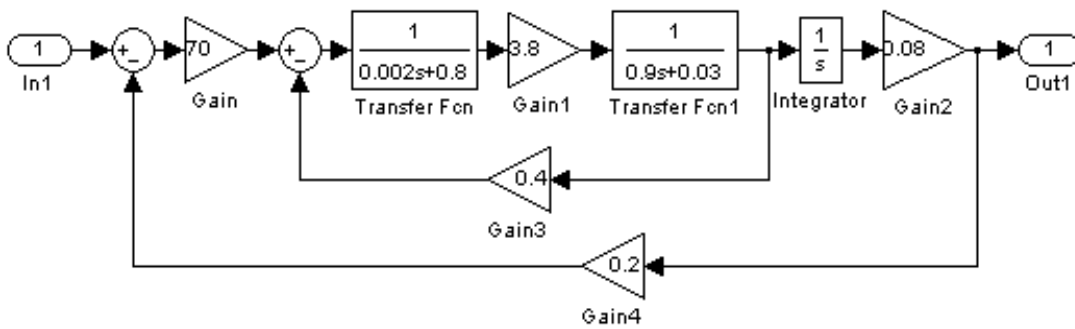 1
In1
+
−
70
Gain
+
−
1
0.002s+0.8
Transfer Fcn
3.8
Gain1
1
0.9s+0.03
Transfer Fcn1
1
s
Integrator
0.08
Gain2
1
Out1
0.4
Gain3
0.2
Gain4